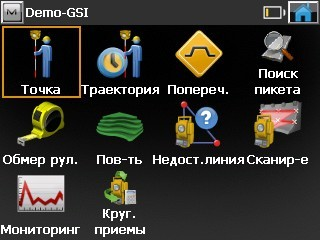 Demo-GSI
Точка Траектория Попереч. Поиск пикета
Обмер рул. Пов-ть Недост.линия Сканир-е
Мониторинг Круг. приемы